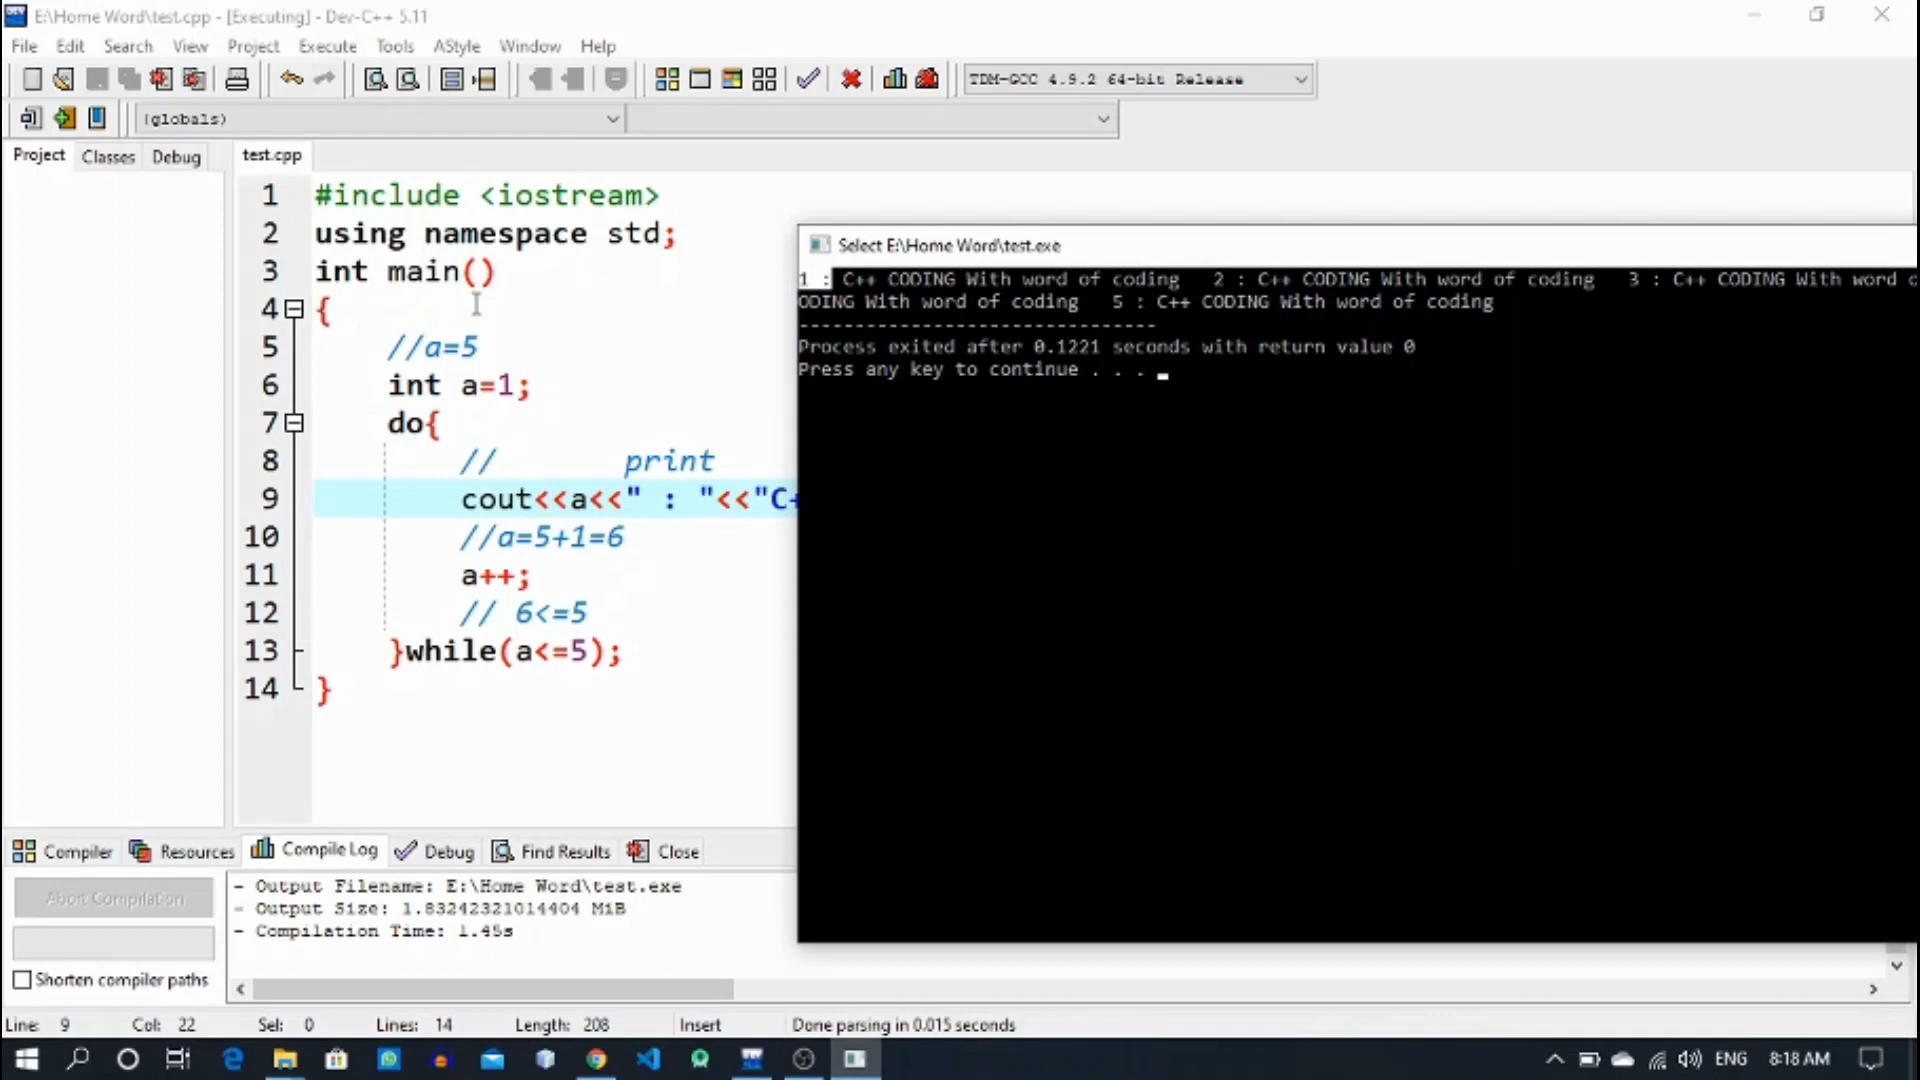 E:\Home Word\test.cpp - [Executing] - Dev-C++ 5.11
File Edit Search View Project Execute Tools AStyle Window Help
TDM-GCC 4.9.2 64-bit Release
(globals)
Project Classes Debug test.cpp
1 #include <iostream>
2 using namespace std;
3 int main()
4 {
5 //a=5
6 int a=1;
7 do{
8 // print
9 cout<<a<<" : "<<"C+
10 //a=5+1=6
11 a++;
12 // 6<=5
13 }while(a<=5);
14 }
Select E:\Home Word\test.exe
1 : C++ CODING With word of coding 2 : C++ CODING With word of coding 3 : C++ CODING With word
ODING With word of coding 5 : C++ CODING With word of coding
--------------------------------
Process exited after 0.1221 seconds with return value 0
Press any key to continue . . .
Compiler Resources Compile Log Debug Find Results Close
Abort Compilation
- Output Filename: E:\Home Word\test.exe
- Output Size: 1.83242321014404 MiB
- Compilation Time: 1.45s
Shorten compiler paths
Line: 9 Col: 22 Sel: 0 Lines: 14 Length: 208 Insert Done parsing in 0.015 seconds
ENG 8:18 AM